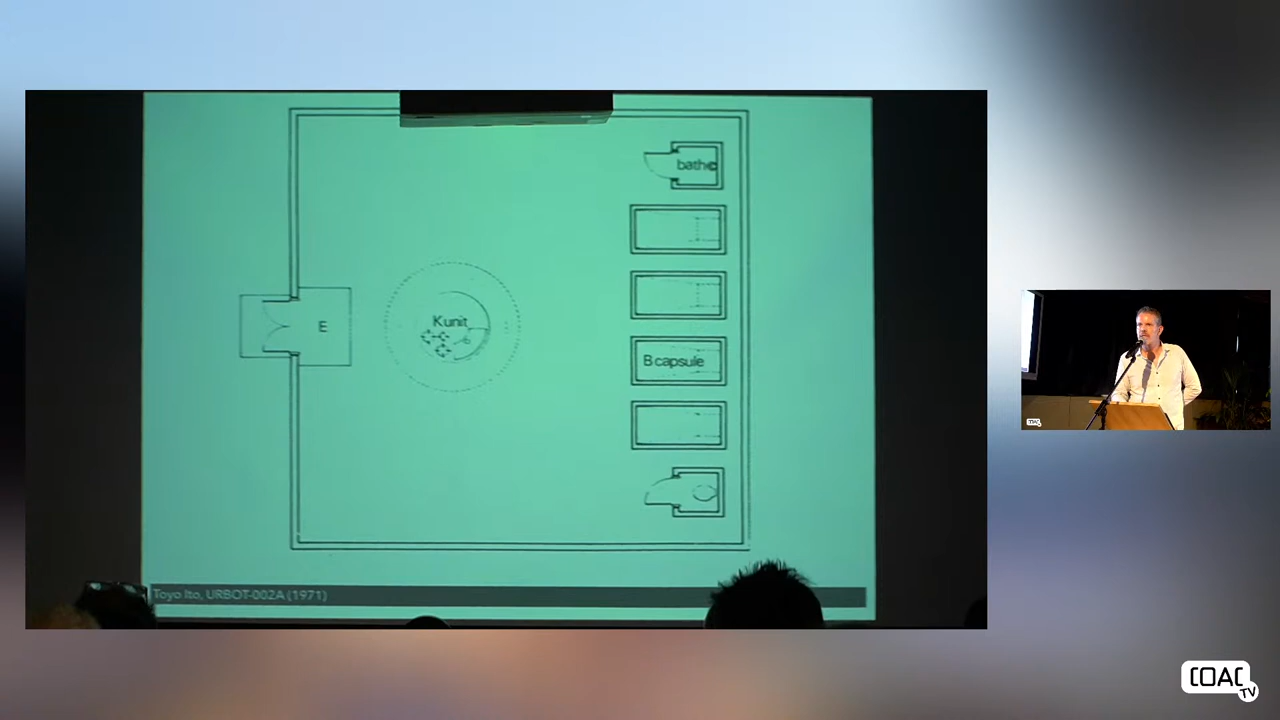 bath
E
Kunit
B capsule
Toyo Ito, URBOT-002A (1971)
COAC
TV